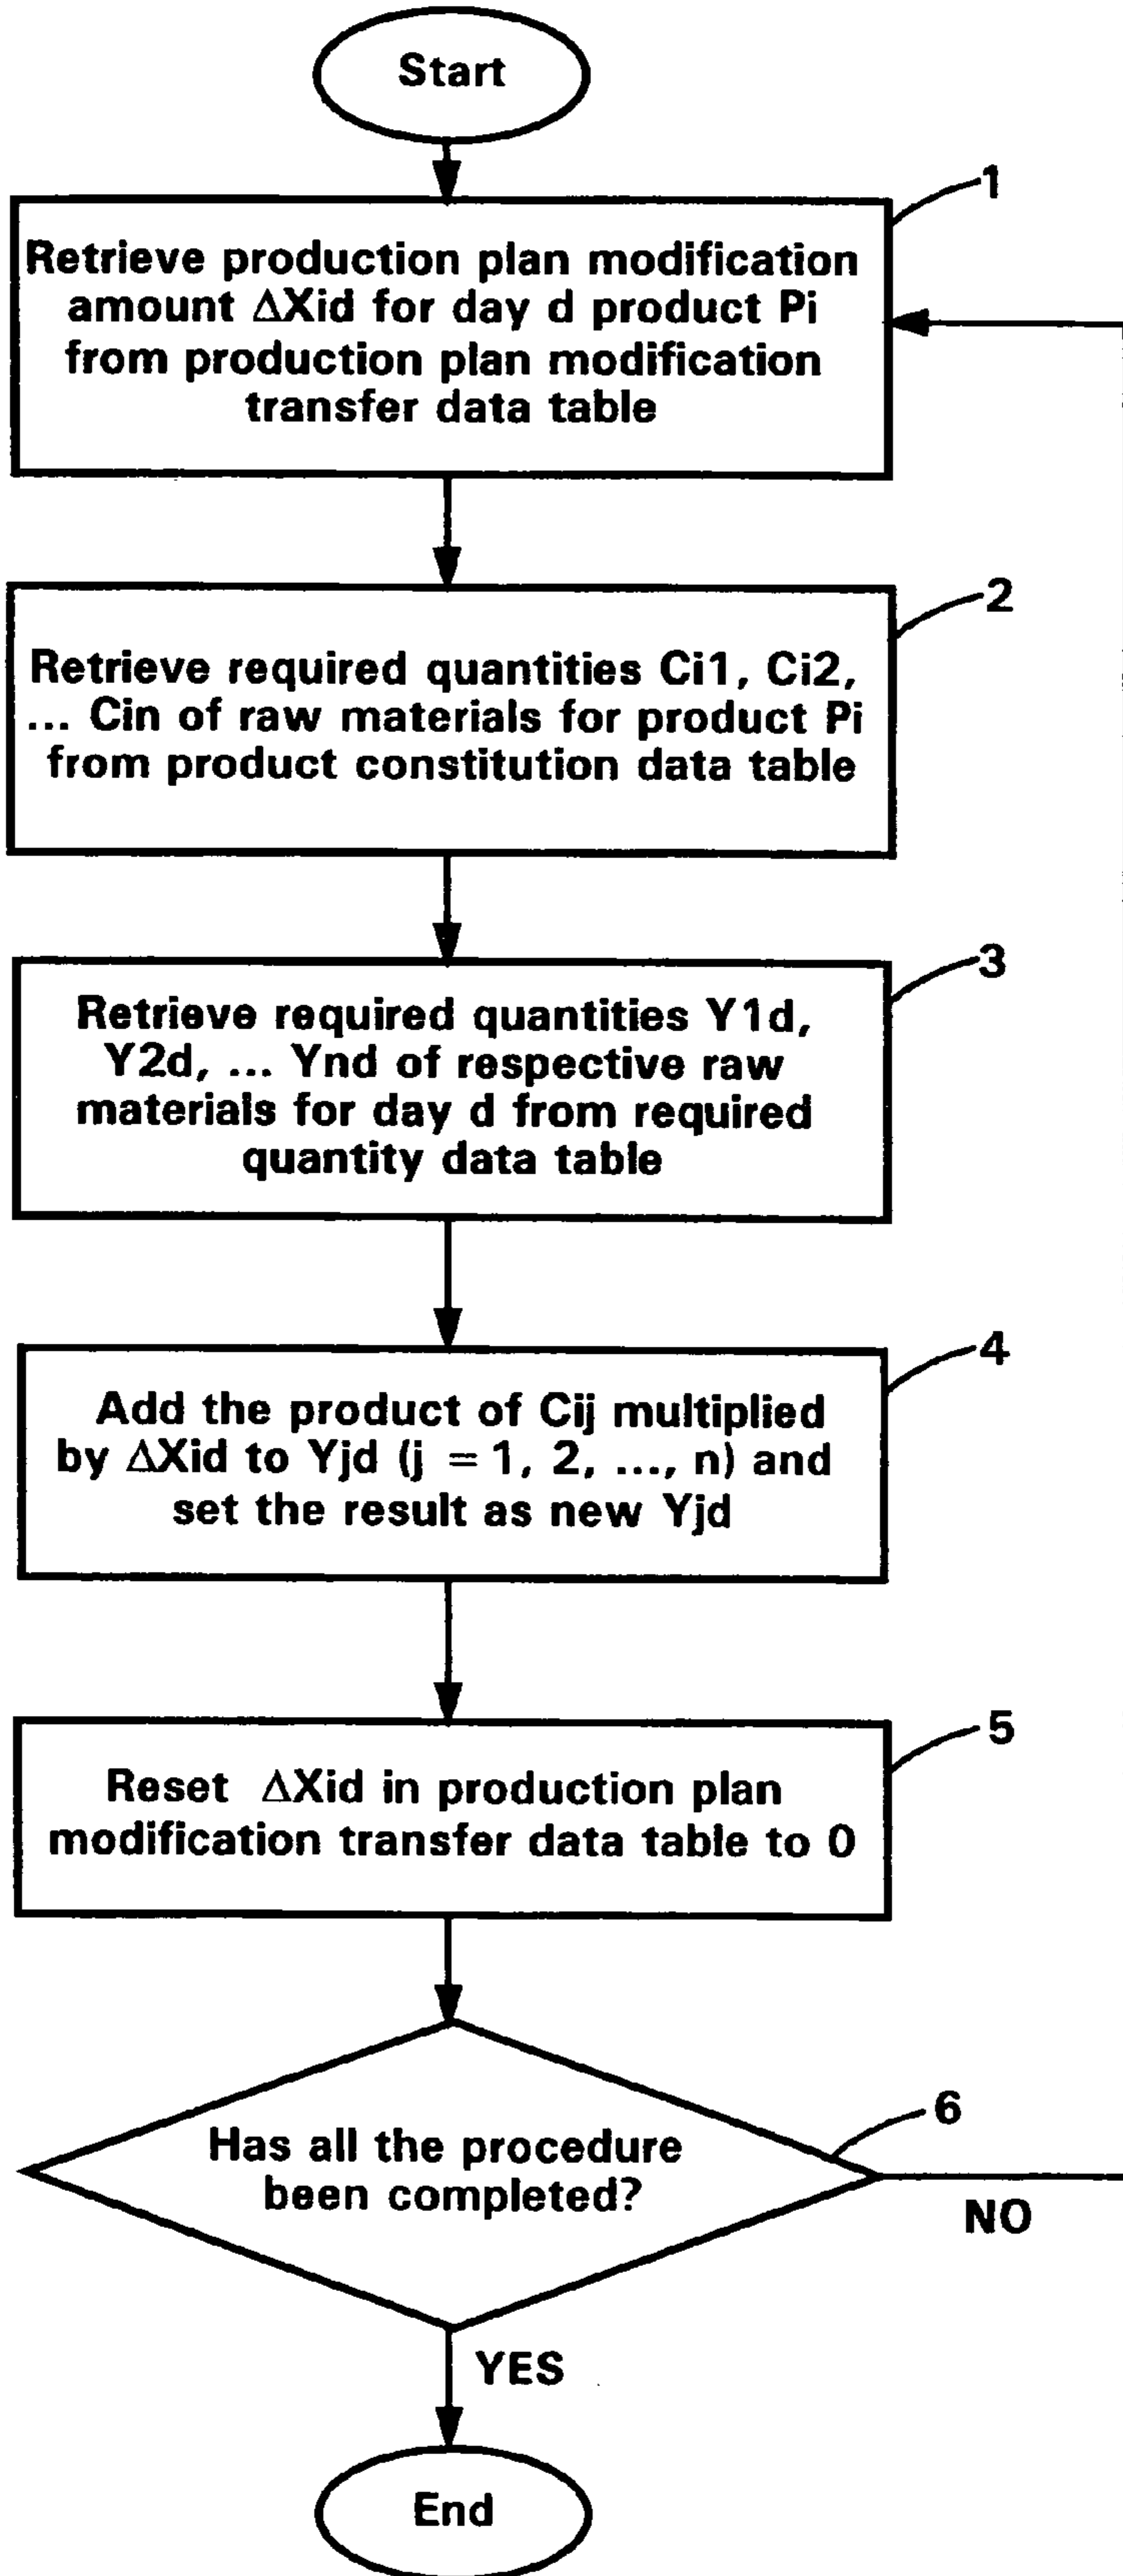 Start
1
Retrieve production plan modification
amount ΔXid for day d product Pi
from production plan modification
transfer data table
2
Retrieve required quantities Ci1, Ci2,
... Cin of raw materials for product Pi
from product constitution data table
3
Retrieve required quantities Y1d,
Y2d, ... Ynd of respective raw
materials for day d from required
quantity data table
4
Add the product of Cij multiplied
by ΔXid to Yjd (j = 1, 2, ..., n) and
set the result as new Yjd
5
Reset ΔXid in production plan
modification transfer data table to 0
6
Has all the procedure
been completed?
NO
YES
End